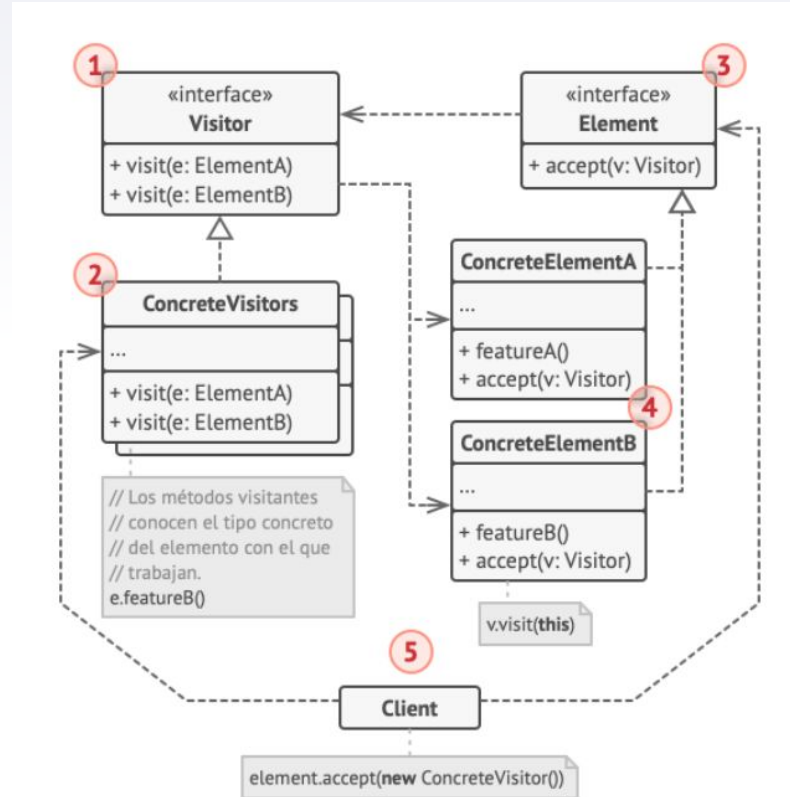 1
«interface»
Visitor
+ visit(e: ElementA)
+ visit(e: ElementB)
3
«interface»
Element
+ accept(v: Visitor)
2
ConcreteVisitors
...
+ visit(e: ElementA)
+ visit(e: ElementB)
// Los métodos visitantes
// conocen el tipo concreto
// del elemento con el que
// trabajan.
e.featureB()
ConcreteElementA
...
+ featureA()
+ accept(v: Visitor)
4
ConcreteElementB
...
+ featureB()
+ accept(v: Visitor)
v.visit(this)
5
Client
element.accept(new ConcreteVisitor())